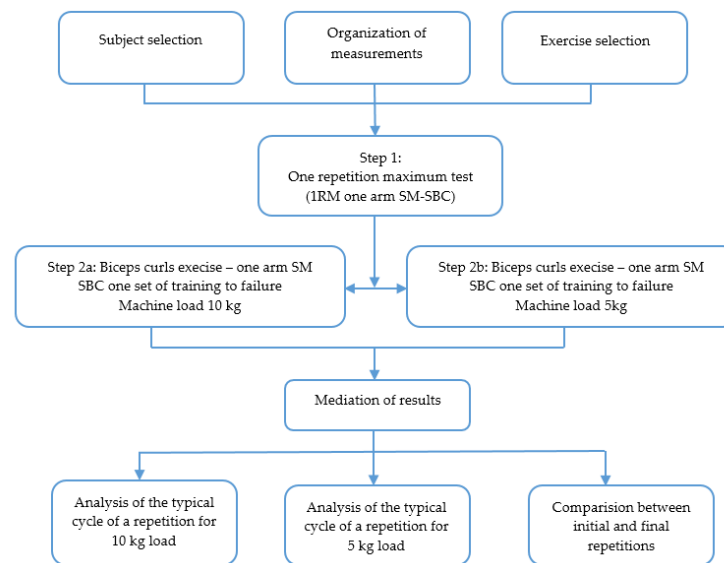 Subject selection
Organization of
measurements
Exercise selection
Step 1:
One repetition maximum test
(1RM one arm SM-SBC)
Step 2a: Biceps curls execise – one arm SM
SBC one set of training to failure
Machine load 10 kg
Step 2b: Biceps curls execise – one arm SM
SBC one set of training to failure
Machine load 5kg
Mediation of results
Analysis of the typical
cycle of a repetition for
10 kg load
Analysis of the typical
cycle of a repetition for
5 kg load
Comparision between
initial and final
repetitions